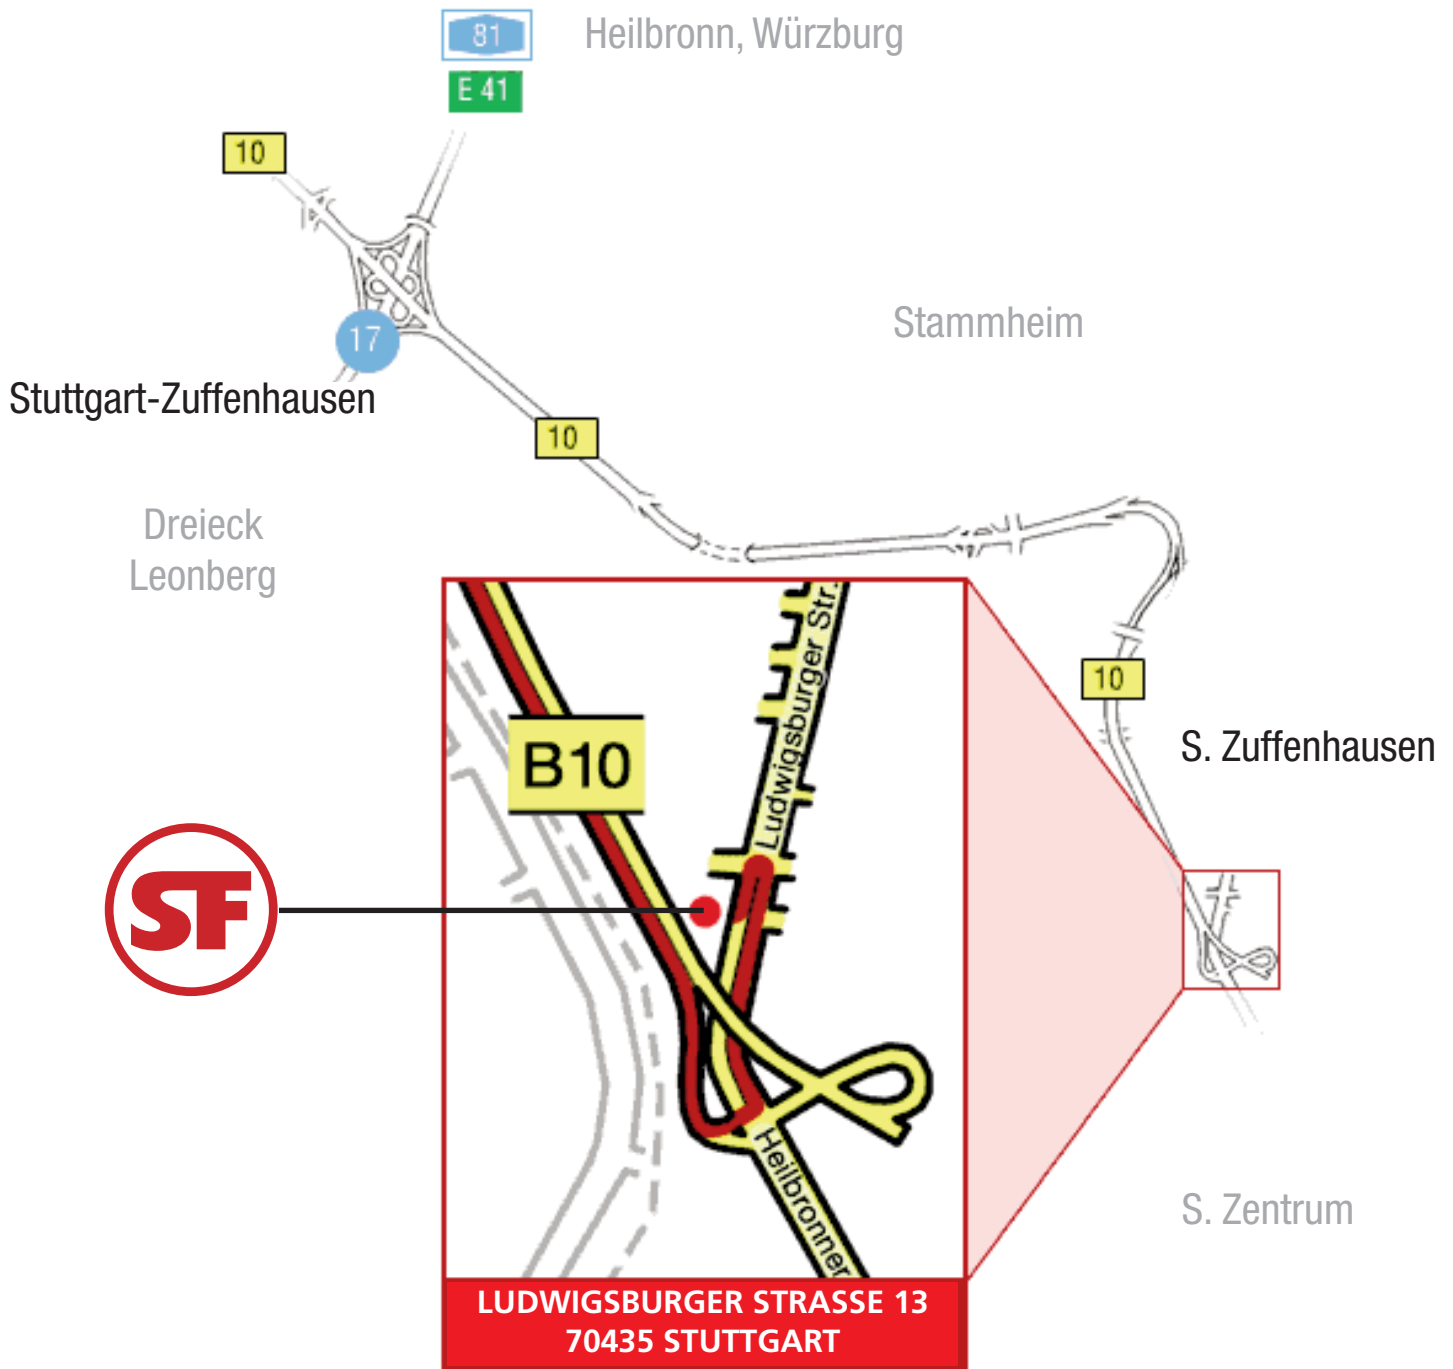 81
Heilbronn, Würzburg
E 41
10
Stammheim
17
Stuttgart-Zuffenhausen
10
Dreieck
Leonberg
Ludwigsburger Str.
10
S. Zuffenhausen
B10
SF
Heilbronner
S. Zentrum
LUDWIGSBURGER STRASSE 13
70435 STUTTGART